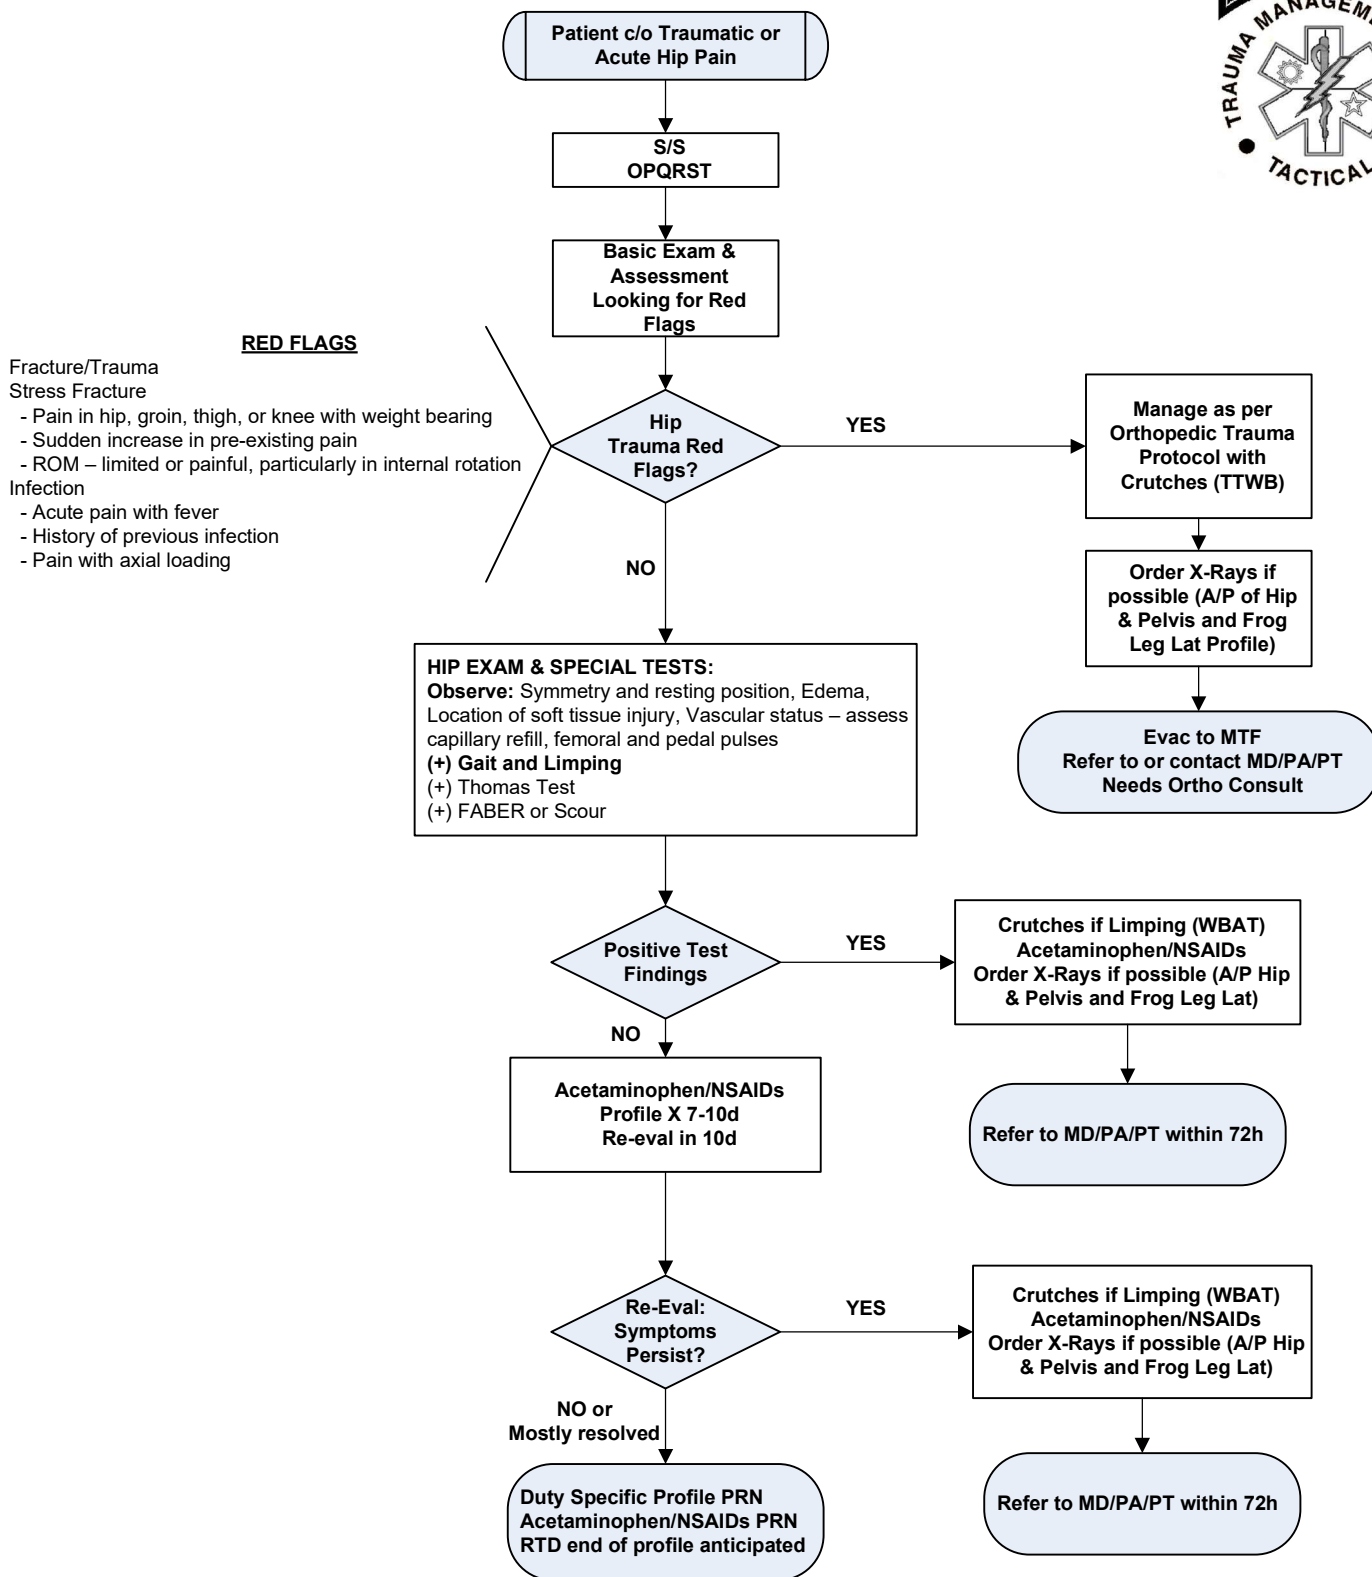 Patient c/o Traumatic or
Acute Hip Pain
TRAUMA MANAGEM
TACTICAL
S/S
OPQRST
Basic Exam &
Assessment
Looking for Red
Flags
RED FLAGS
Fracture/Trauma
Stress Fracture
- Pain in hip, groin, thigh, or knee with weight bearing
- Sudden increase in pre-existing pain
- ROM – limited or painful, particularly in internal rotation
Infection
- Acute pain with fever
- History of previous infection
- Pain with axial loading
Hip
Trauma Red
Flags?
YES
Manage as per
Orthopedic Trauma
Protocol with
Crutches (TTWB)
NO
Order X-Rays if
possible (A/P of Hip
& Pelvis and Frog
Leg Lat Profile)
Evac to MTF
Refer to or contact MD/PA/PT
Needs Ortho Consult
HIP EXAM & SPECIAL TESTS:
Observe: Symmetry and resting position, Edema,
Location of soft tissue injury, Vascular status – assess
capillary refill, femoral and pedal pulses
(+) Gait and Limping
(+) Thomas Test
(+) FABER or Scour
Positive Test
Findings
YES
Crutches if Limping (WBAT)
Acetaminophen/NSAIDs
Order X-Rays if possible (A/P Hip
& Pelvis and Frog Leg Lat)
NO
Refer to MD/PA/PT within 72h
Acetaminophen/NSAIDs
Profile X 7-10d
Re-eval in 10d
Re-Eval:
Symptoms
Persist?
YES
Crutches if Limping (WBAT)
Acetaminophen/NSAIDs
Order X-Rays if possible (A/P Hip
& Pelvis and Frog Leg Lat)
NO or
Mostly resolved
Refer to MD/PA/PT within 72h
Duty Specific Profile PRN
Acetaminophen/NSAIDs PRN
RTD end of profile anticipated